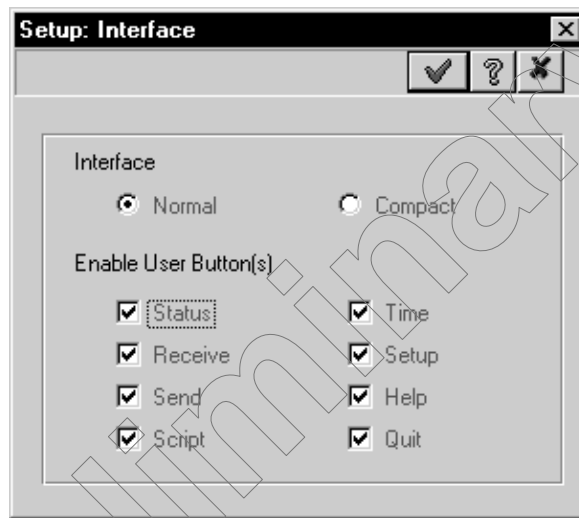 Setup: Interface
Interface
Normal Compact
Enable User Button(s)
Status Time
Receive Setup
Send Help
Script Quit